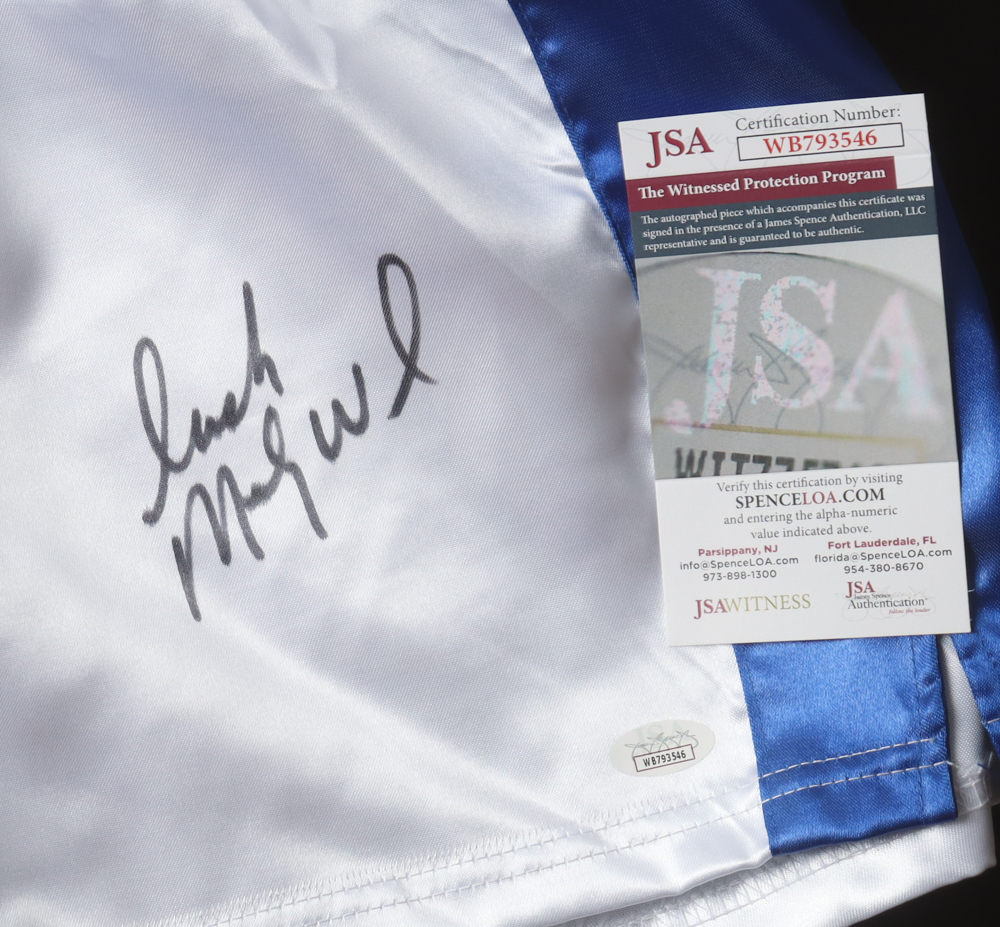 JSA
Certification Number:
WB793546
The Witnessed Protection Program
The autographed piece which accompanies this certificate was
signed in the presence of a James Spence Authentication, LLC
representative and is guaranteed to be authentic.
JSA
Verify this certification by visiting
SPENCELOA.COM
and entering the alpha-numeric
value indicated above.
Parsippany, NJ
info@SpenceLOA.com
973-898-1300
Fort Lauderdale, FL
florida@SpenceLOA.com
954-380-8670
JSAWITNESS
JSA
James Spence
Authentication
WB793546